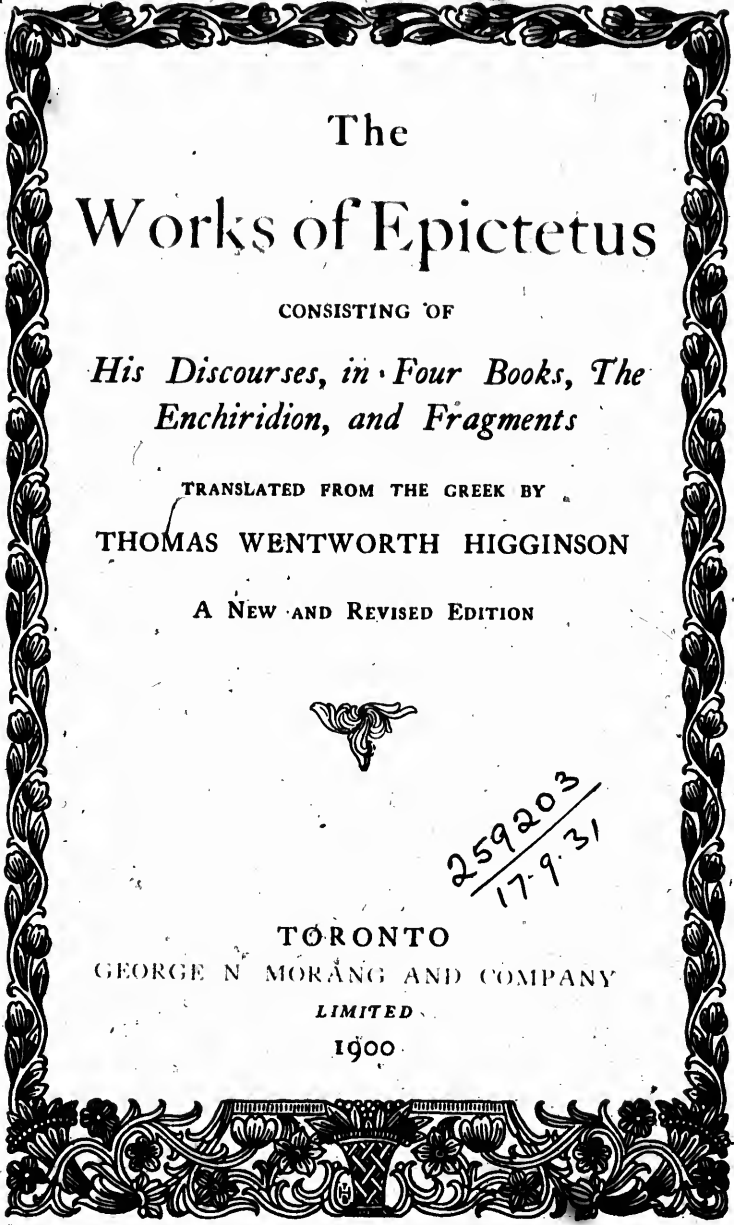 The
Works of Epictetus
CONSISTING OF
His Discourses, in Four Books, The
Enchiridion, and Fragments
TRANSLATED FROM THE GREEK BY
THOMAS WENTWORTH HIGGINSON
A NEW AND REVISED EDITION
259203
17.9.31
TORONTO
GEORGE N MORANG AND COMPANY
LIMITED
1900